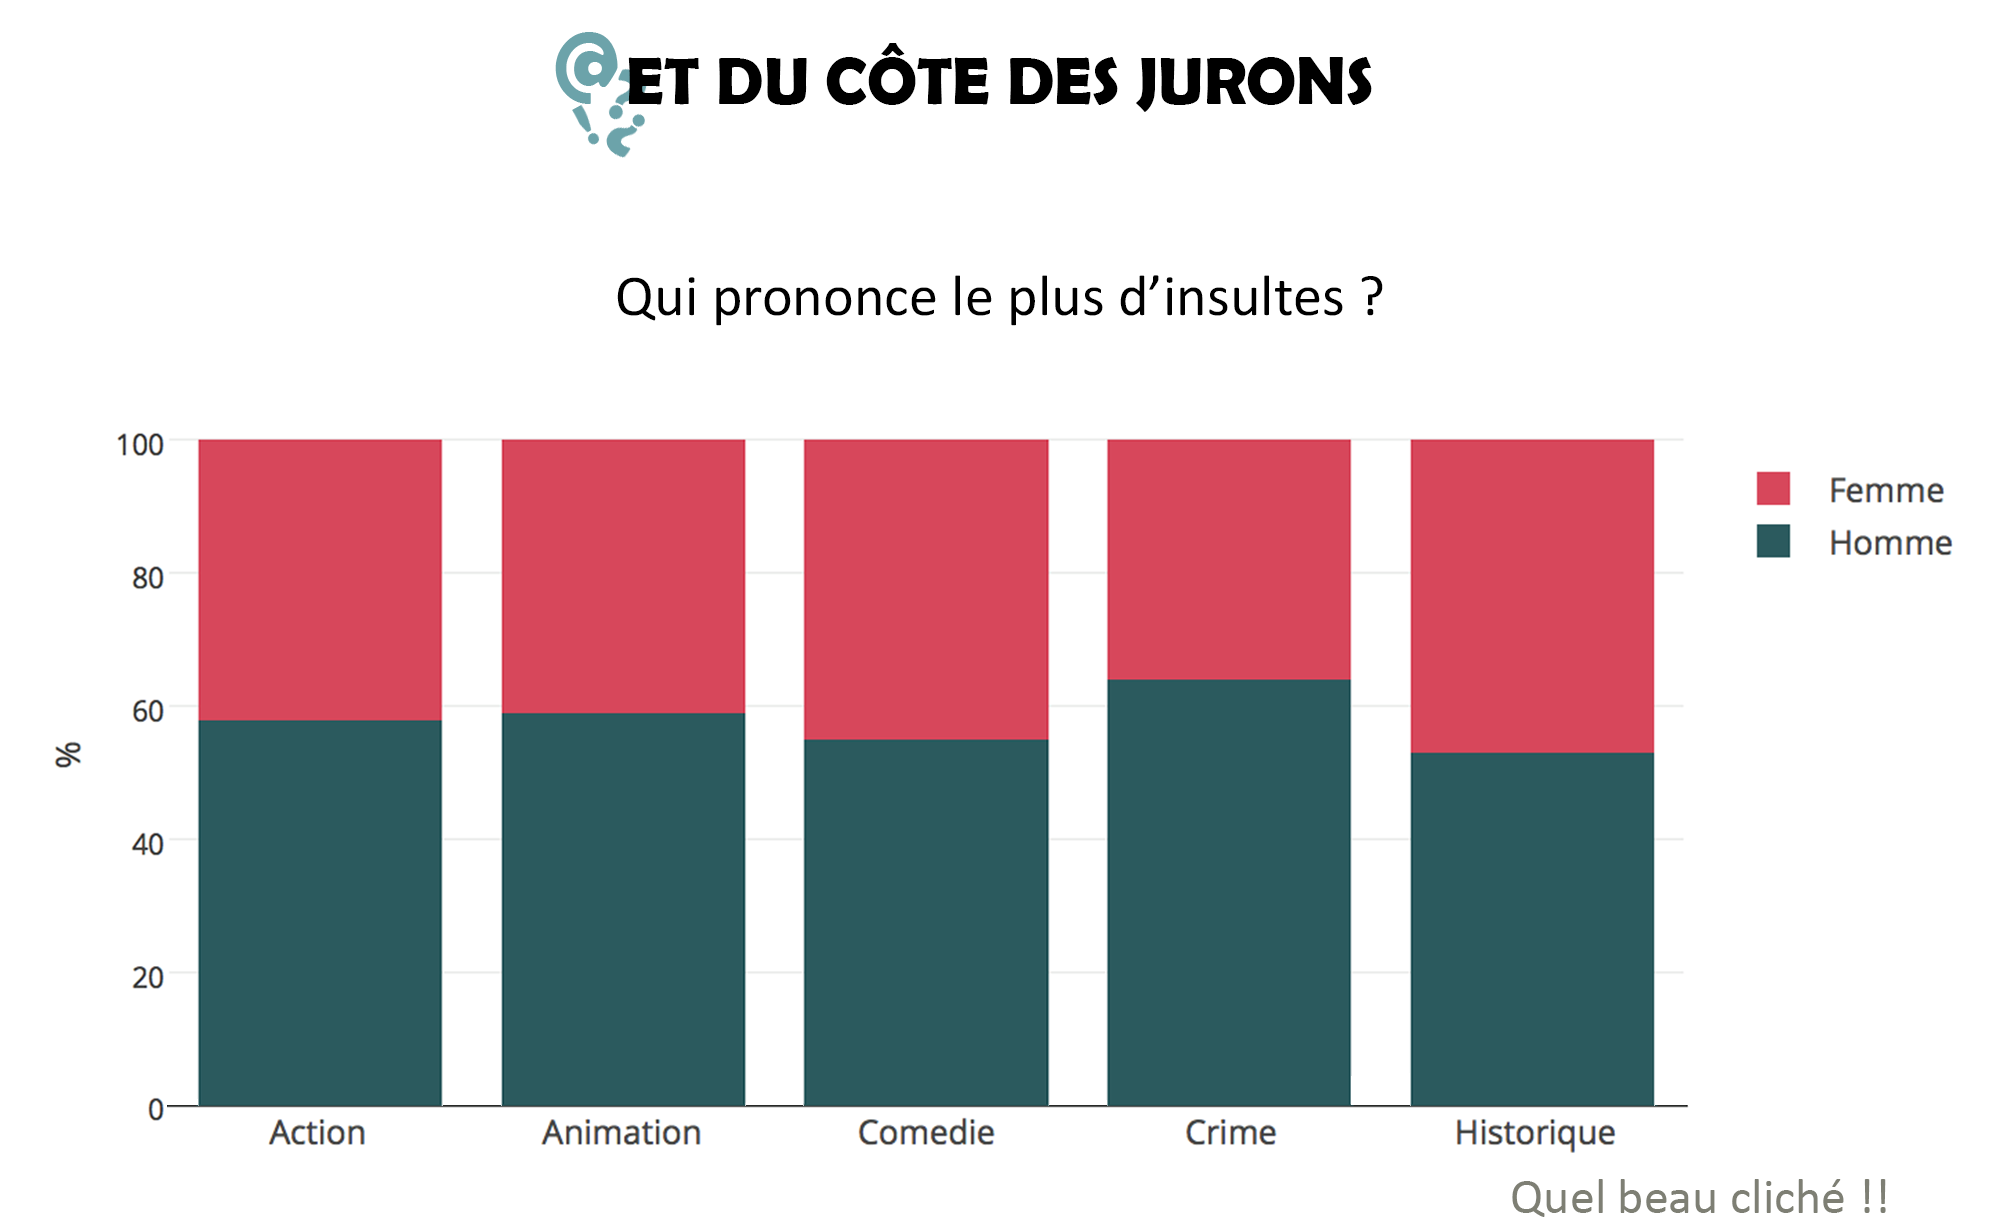 ET DU CÔTE DES JURONS
Qui prononce le plus d’insultes ?
100
80
60
40
20
0
%
Femme
Homme
Action Animation Comedie Crime Historique
Quel beau cliché !!